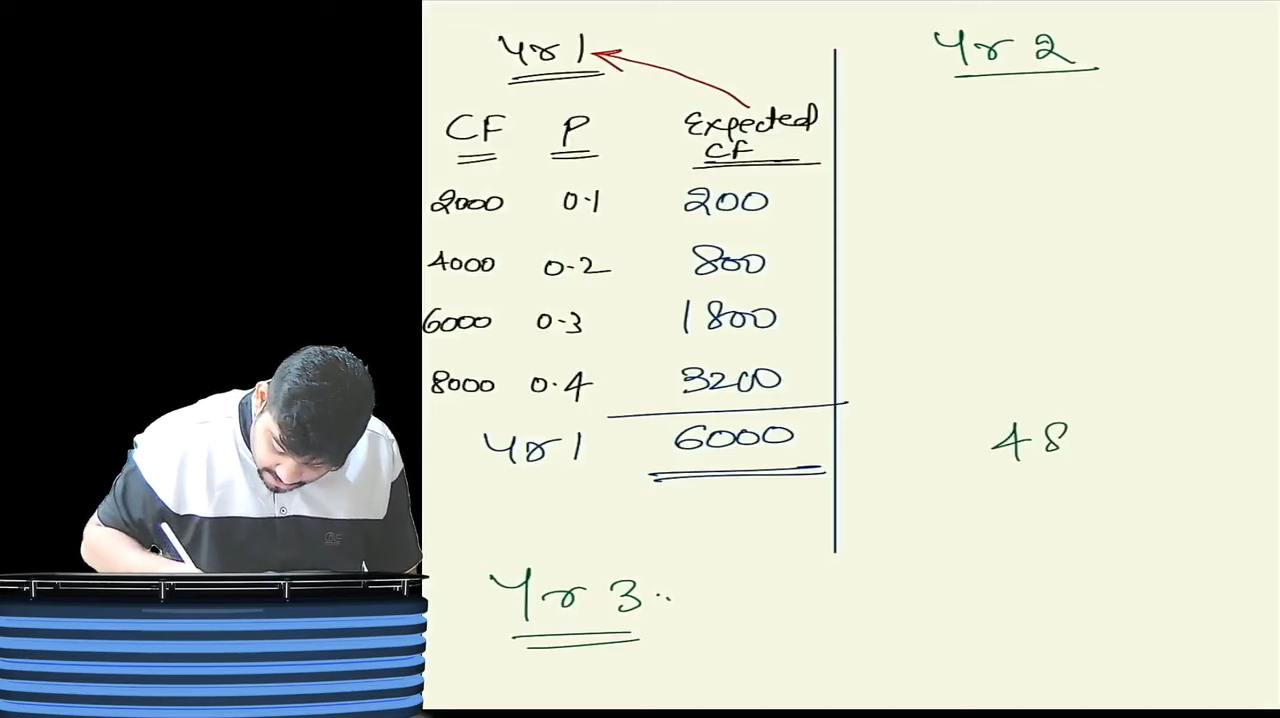 Yr 1
CF P Expected CF
2000 0.1 200
4000 0.2 800
6000 0.3 1800
8000 0.4 3200
Yr 1 6000
Yr 2
48
Yr 3..